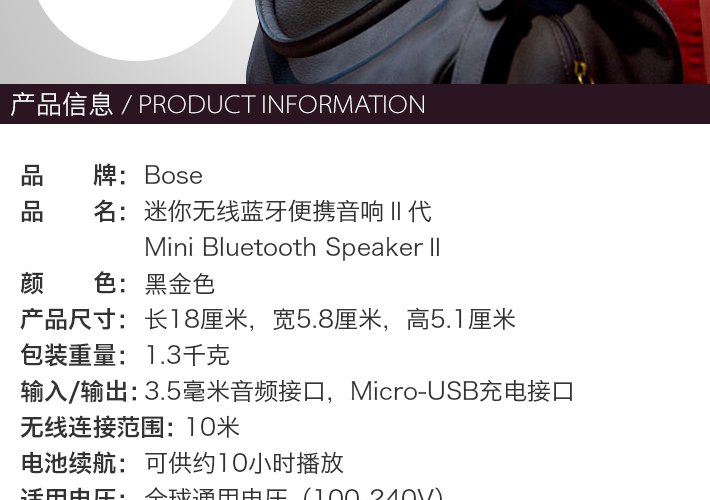 产品信息 / PRODUCT INFORMATION
品　　牌：Bose
品　　名：迷你无线蓝牙便携音响 II 代
Mini Bluetooth Speaker II
颜　　色：黑金色
产品尺寸：长18厘米，宽5.8厘米，高5.1厘米
包装重量：1.3千克
输入/输出：3.5毫米音频接口，Micro-USB充电接口
无线连接范围：10米
电池续航：可供约10小时播放
适用电压：全球通用电压（100-240V）